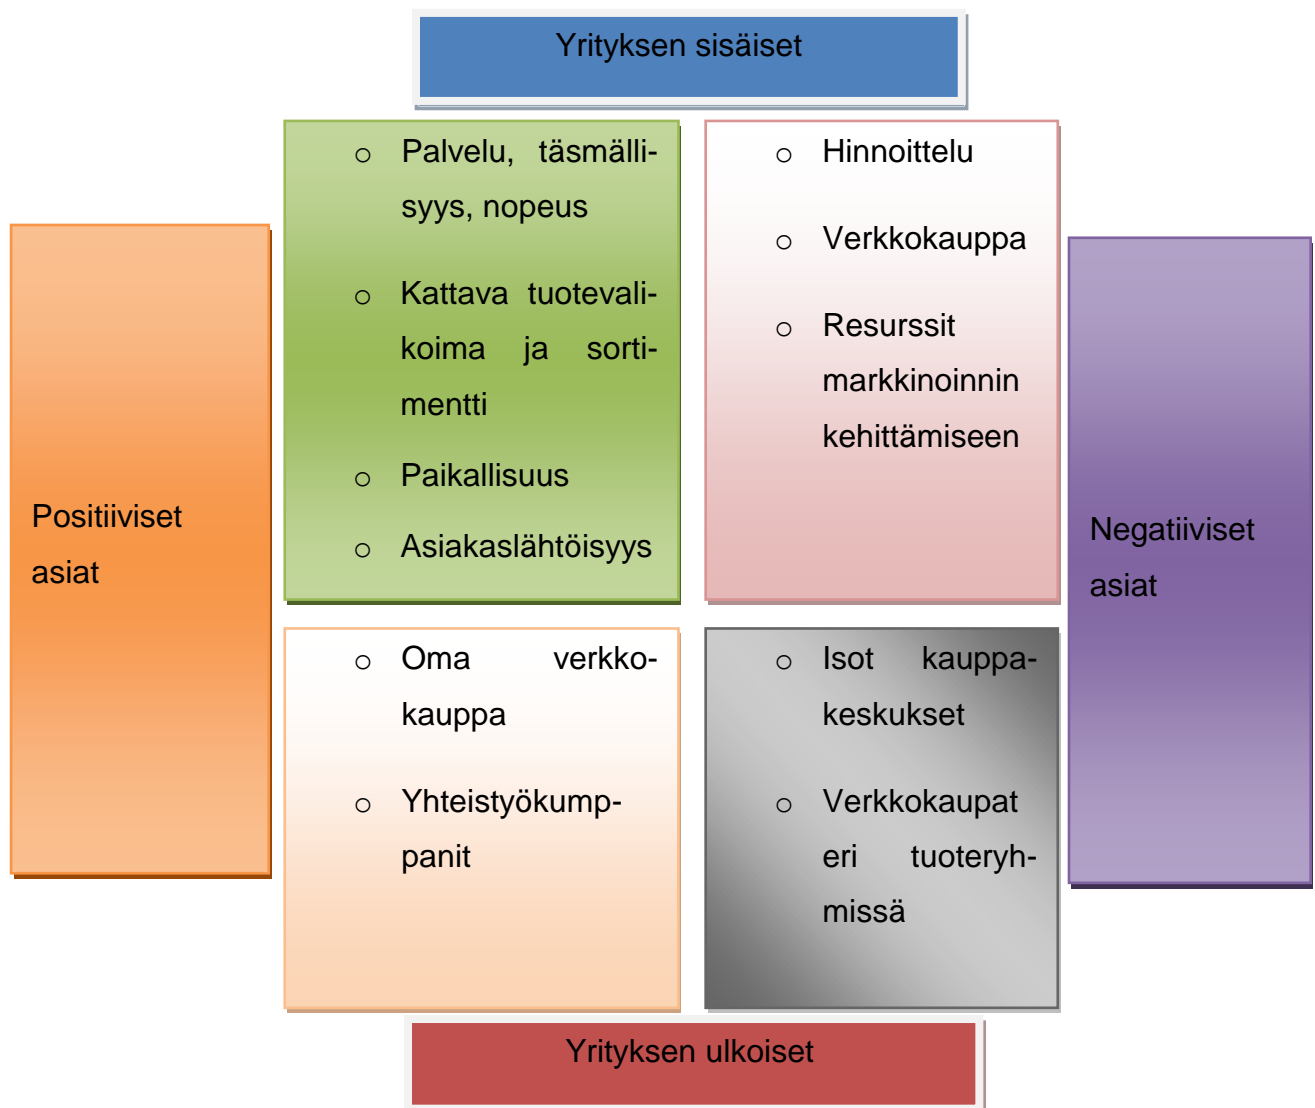 Yrityksen sisäiset
o Palvelu, täsmälli-
syys, nopeus
o Kattava tuotevali-
koima ja sorti-
mentti
o Paikallisuus
o Asiakaslähtöisyys
o Hinnoittelu
o Verkkokauppa
o Resurssit
markkinoinnin
kehittämiseen
Positiiviset
asiat
Negatiiviset
asiat
o Oma verkko-
kauppa
o Yhteistyökump-
panit
o Isot kauppa-
keskukset
o Verkkokaupat
eri tuoteryh-
missä
Yrityksen ulkoiset